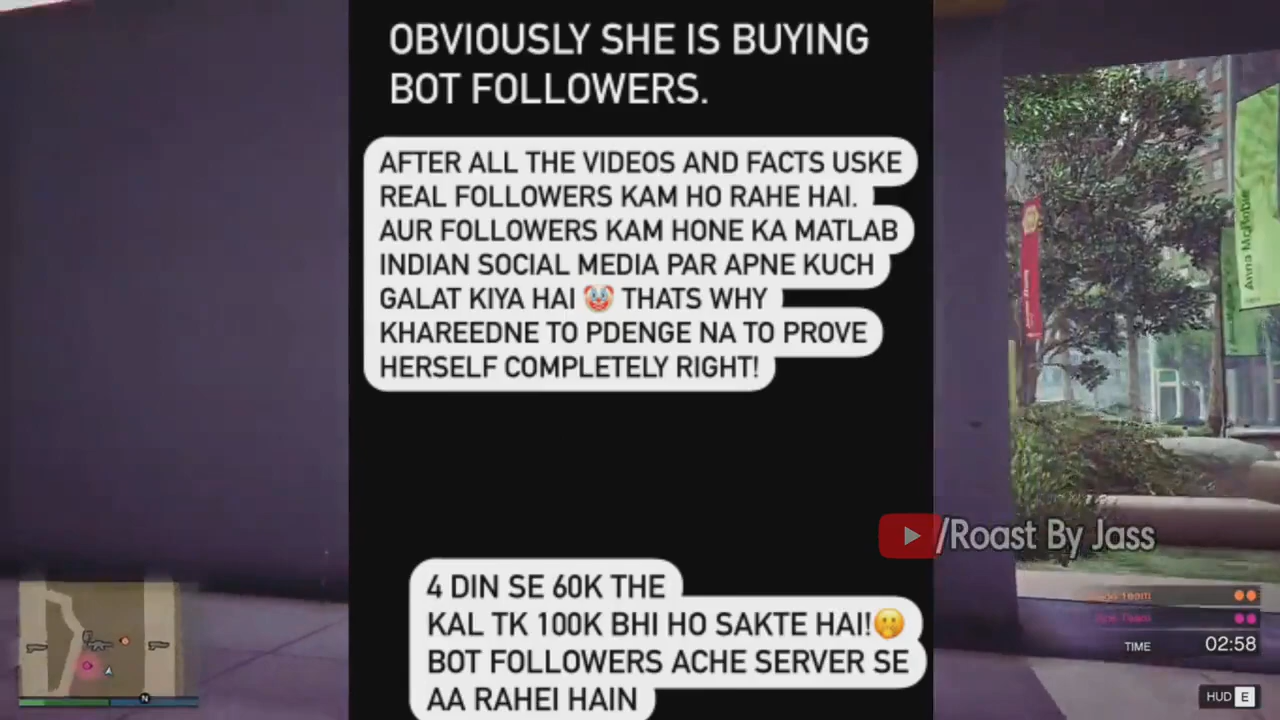 OBVIOUSLY SHE IS BUYING
BOT FOLLOWERS.
AFTER ALL THE VIDEOS AND FACTS USKE
REAL FOLLOWERS KAM HO RAHE HAI.
AUR FOLLOWERS KAM HONE KA MATLAB
INDIAN SOCIAL MEDIA PAR APNE KUCH
GALAT KIYA HAI 🤡 THATS WHY
KHAREEDNE TO PDENGE NA TO PROVE
HERSELF COMPLETELY RIGHT!
/Roast By Jass
4 DIN SE 60K THE
KAL TK 100K BHI HO SAKTE HAI!🤭
BOT FOLLOWERS ACHE SERVER SE
AA RAHEI HAIN
Team
Team
TIME 02:58
HUD E
N